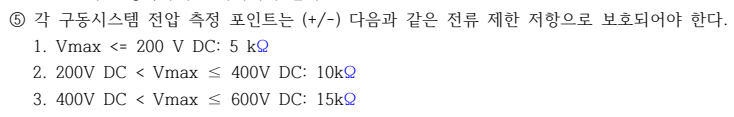 ⑤ 각 구동시스템 전압 측정 포인트는 (+/-) 다음과 같은 전류 제한 저항으로 보호되어야 한다.
1. Vmax <= 200 V DC: 5 kΩ
2. 200V DC < Vmax ≤ 400V DC: 10kΩ
3. 400V DC < Vmax ≤ 600V DC: 15kΩ